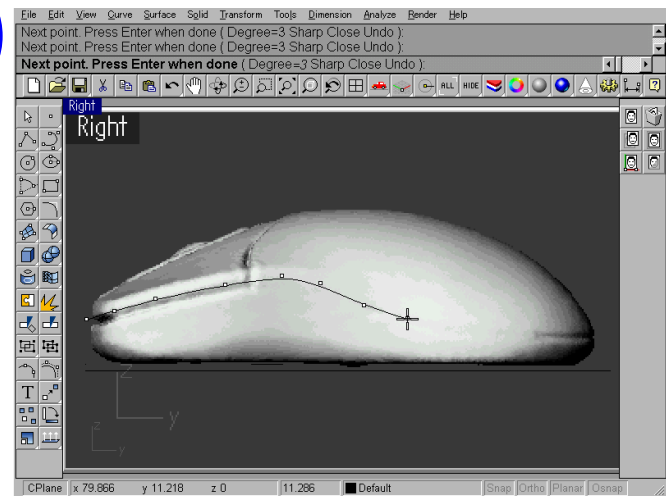 File Edit View Curve Surface Solid Transform Tools Dimension Analyze Render Help
Next point. Press Enter when done ( Degree=3 Sharp Close Undo ):
Next point. Press Enter when done ( Degree=3 Sharp Close Undo ):
Next point. Press Enter when done ( Degree=3 Sharp Close Undo ):
ALL HIDE
Right
Right
T
z
y
z
y
CPlane x 79.866 y 11.218 z 0 11.286 Default Snap Ortho Planar Osnap